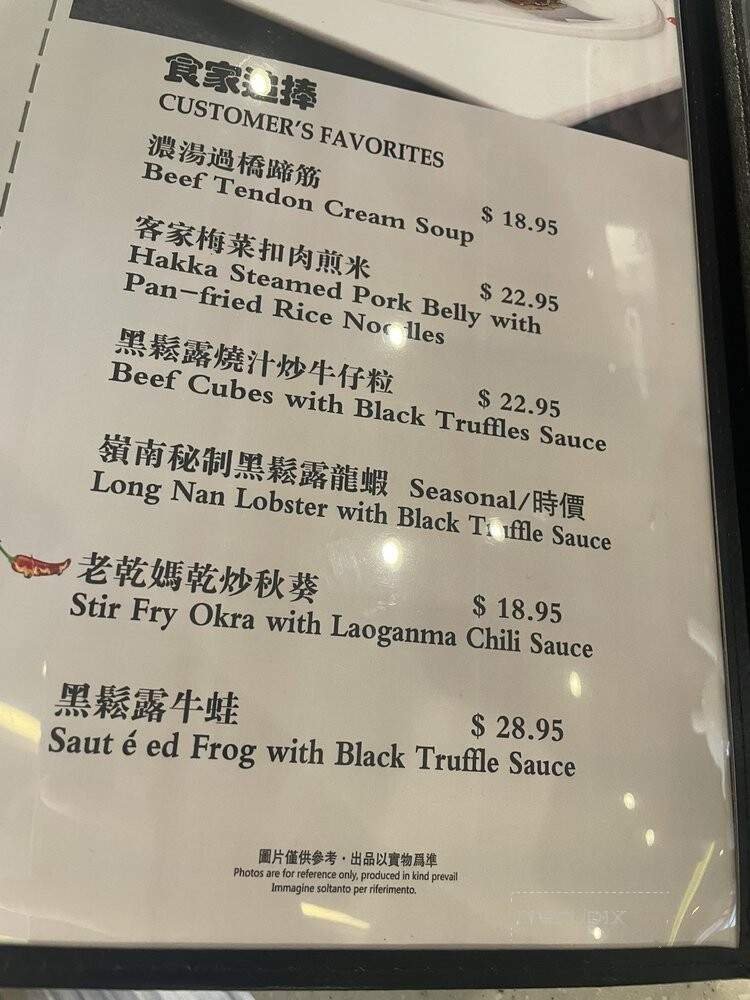 食家追捧
CUSTOMER'S FAVORITES
濃湯過橋蹄筋
Beef Tendon Cream Soup
$ 18.95
客家梅菜扣肉煎米
Hakka Steamed Pork Belly with
$ 22.95
Pan-fried Rice Noodles
黑鬆露燒汁炒牛仔粒
$ 22.95
Beef Cubes with Black Truffles Sauce
嶺南秘制黑鬆露龍蝦 Seasonal/時價
Long Nan Lobster with Black Truffle Sauce
老乾媽乾炒秋葵
$ 18.95
Stir Fry Okra with Laoganma Chili Sauce
黑鬆露牛蛙
$ 28.95
Saut é ed Frog with Black Truffle Sauce
圖片僅供參考・出品以實物爲準
Photos are for reference only, produced in kind prevail
Immagine soltanto per riferimento.